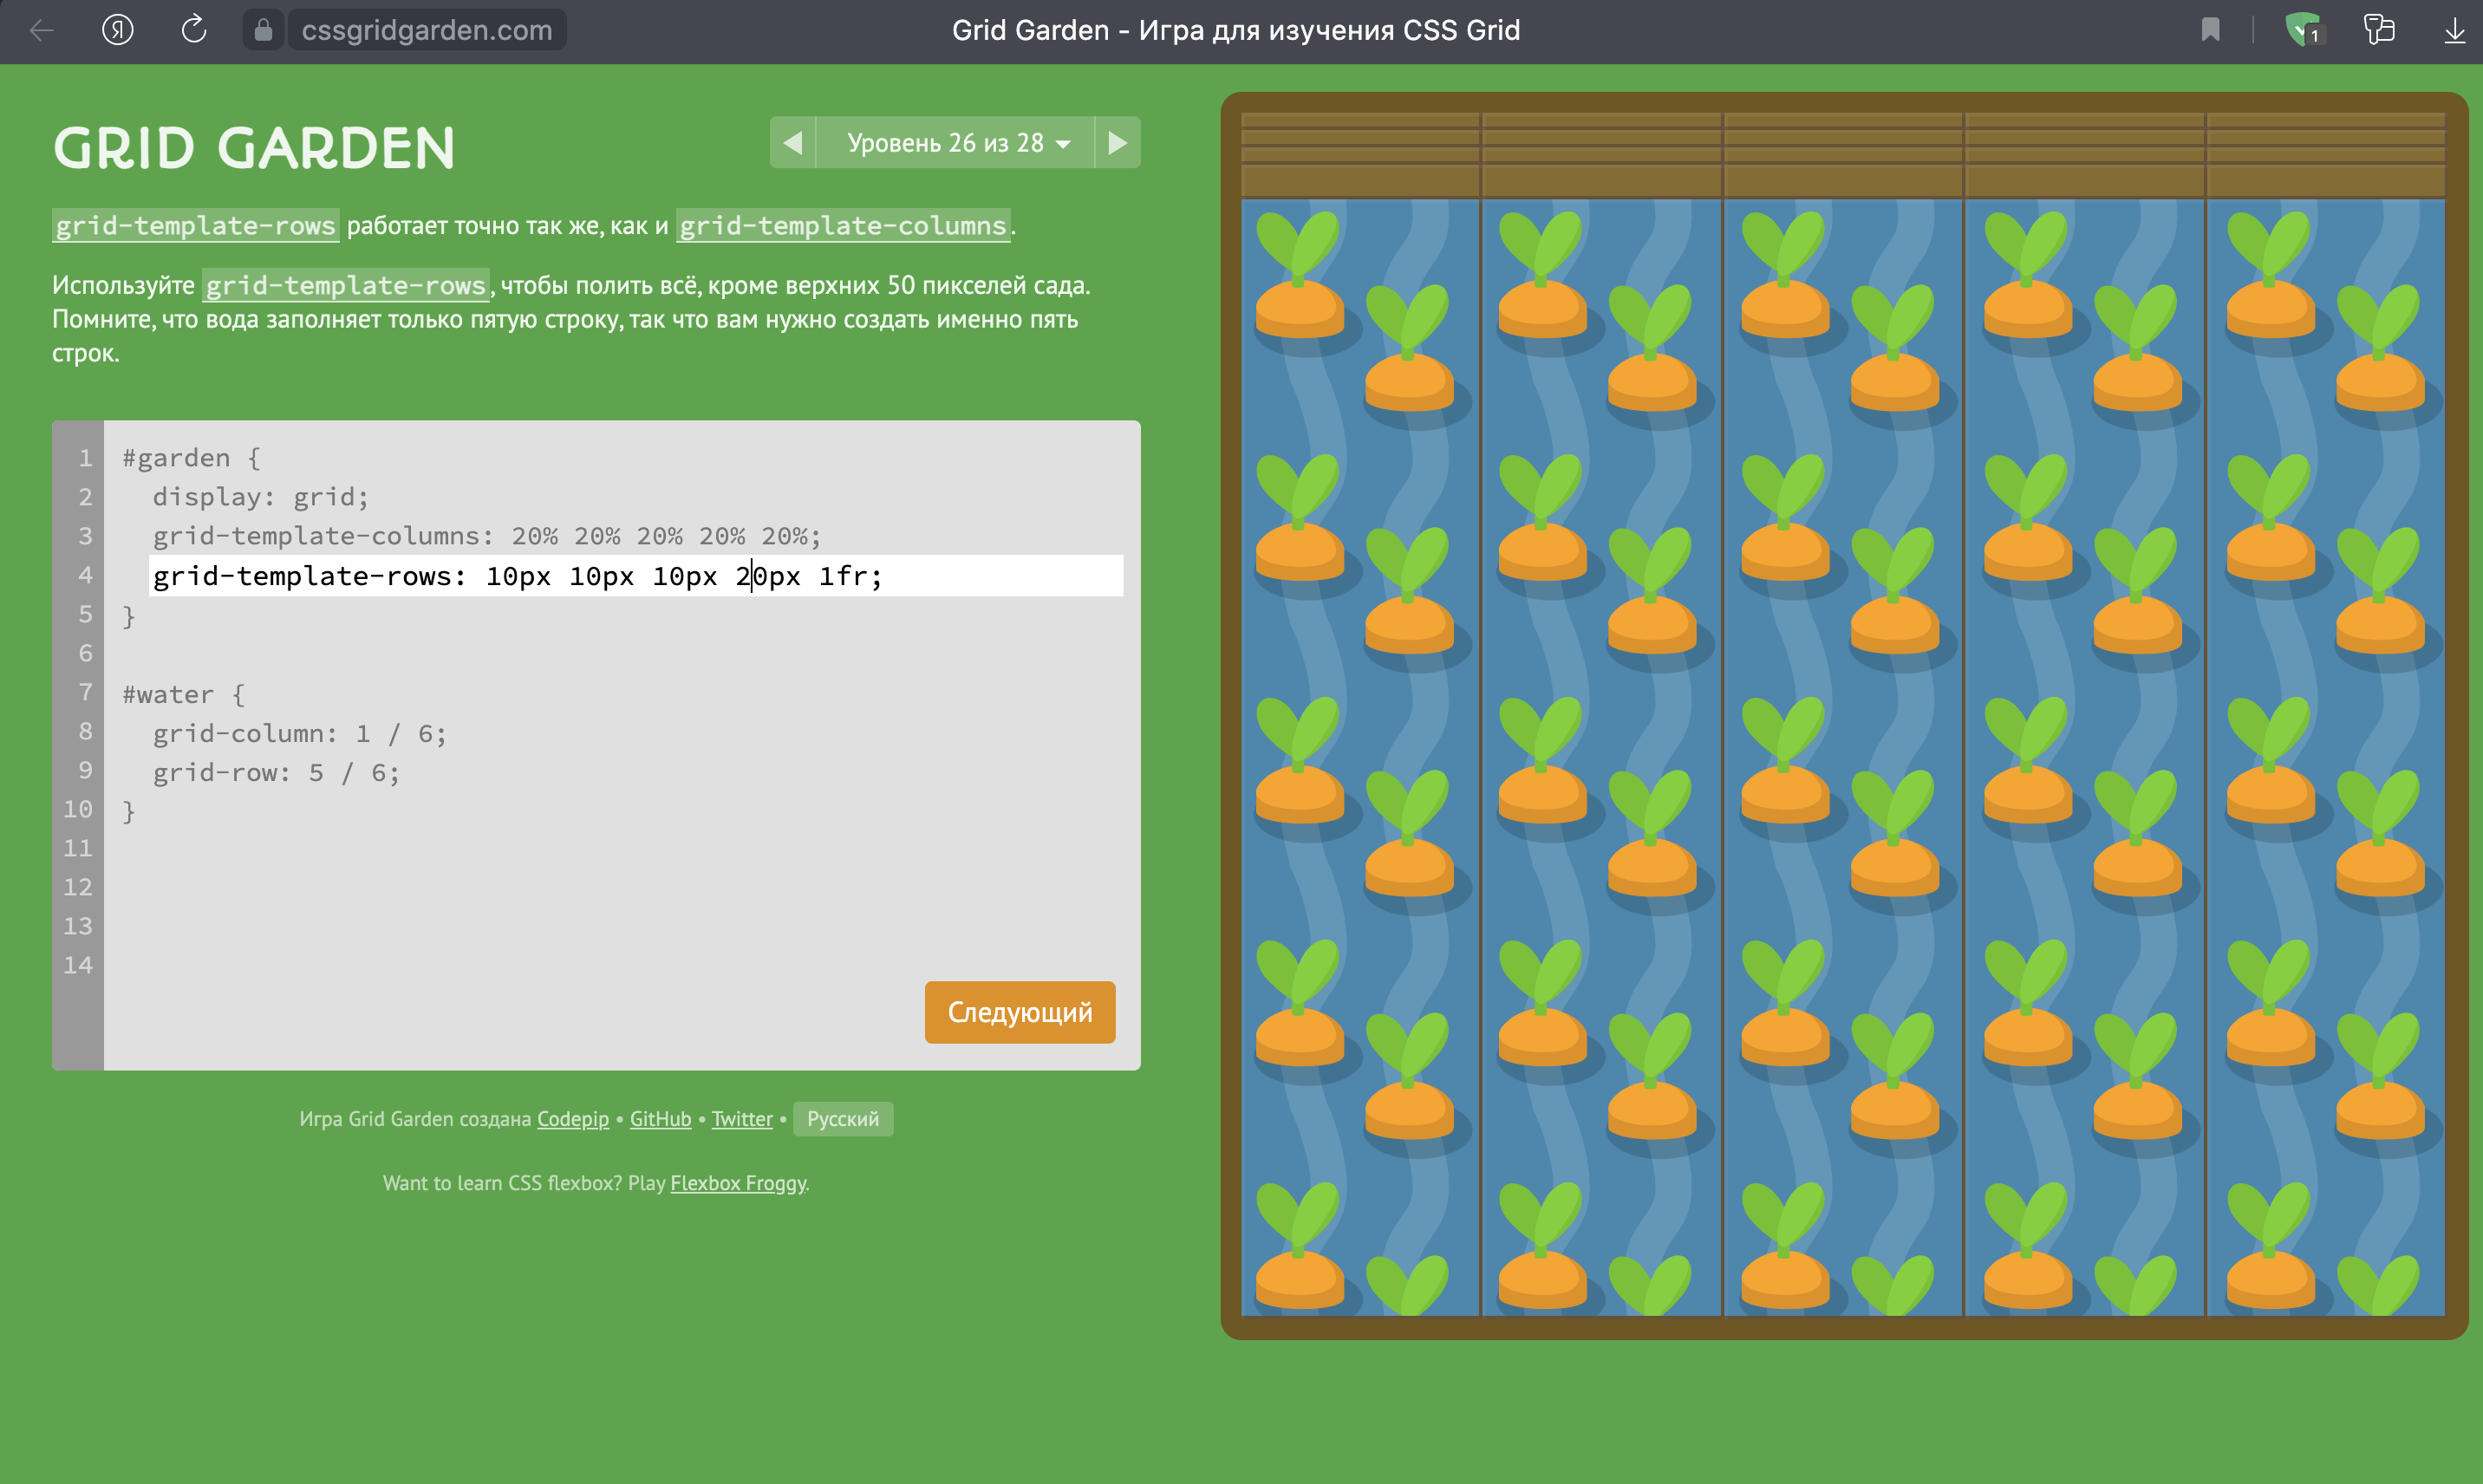 cssgridgarden.com
Grid Garden - Игра для изучения CSS Grid
1
GRID GARDEN
Уровень 26 из 28
grid-template-rows работает точно так же, как и grid-template-columns.
Используйте grid-template-rows, чтобы полить всё, кроме верхних 50 пикселей сада.
Помните, что вода заполняет только пятую строку, так что вам нужно создать именно пять
строк.
1 #garden {
2 display: grid;
3 grid-template-columns: 20% 20% 20% 20% 20%;
4 grid-template-rows: 10px 10px 10px 20px 1fr;
5 }
6
7 #water {
8 grid-column: 1 / 6;
9 grid-row: 5 / 6;
10 }
11
12
13
14
Следующий
Игра Grid Garden создана Codepip • GitHub • Twitter • Русский
Want to learn CSS flexbox? Play Flexbox Froggy.